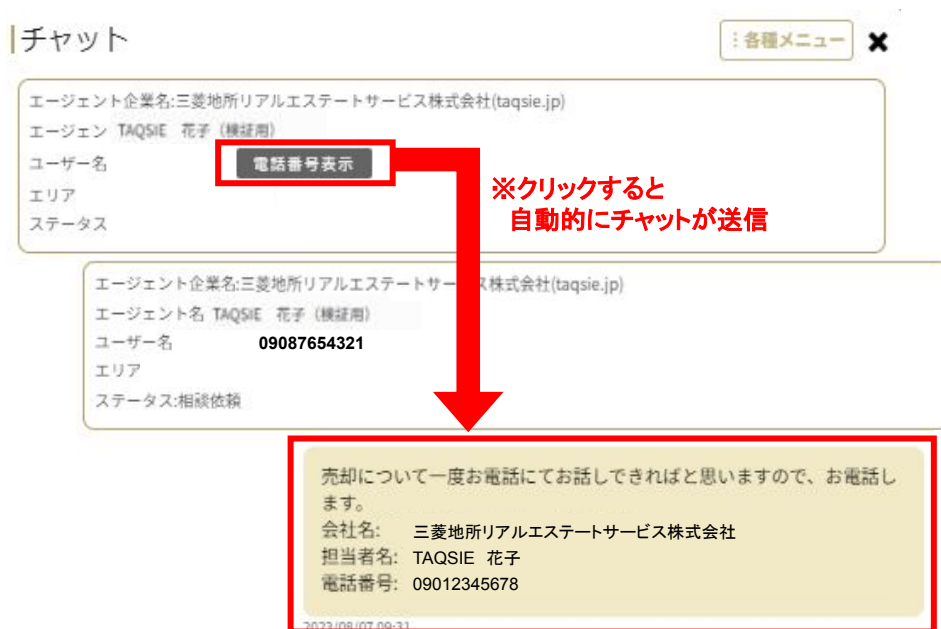 チャット
⋮各種メニュー ✖
エージェント企業名:三菱地所リアルエステートサービス株式会社(taqsie.jp)
エージェン TAQSIE 花子(検証用)
ユーザー名 電話番号表示
エリア
ステータス
※クリックすると
自動的にチャットが送信
エージェント企業名:三菱地所リアルエステートサー ス株式会社(taqsie.jp)
エージェント名 TAQSIE 花子(検証用)
ユーザー名 09087654321
エリア
ステータス:相談依頼
売却について一度お電話にてお話しできればと思いますので、お電話し
ます。
会社名: 三菱地所リアルエステートサービス株式会社
担当者名: TAQSIE 花子
電話番号: 09012345678
2023/08/07 09:31